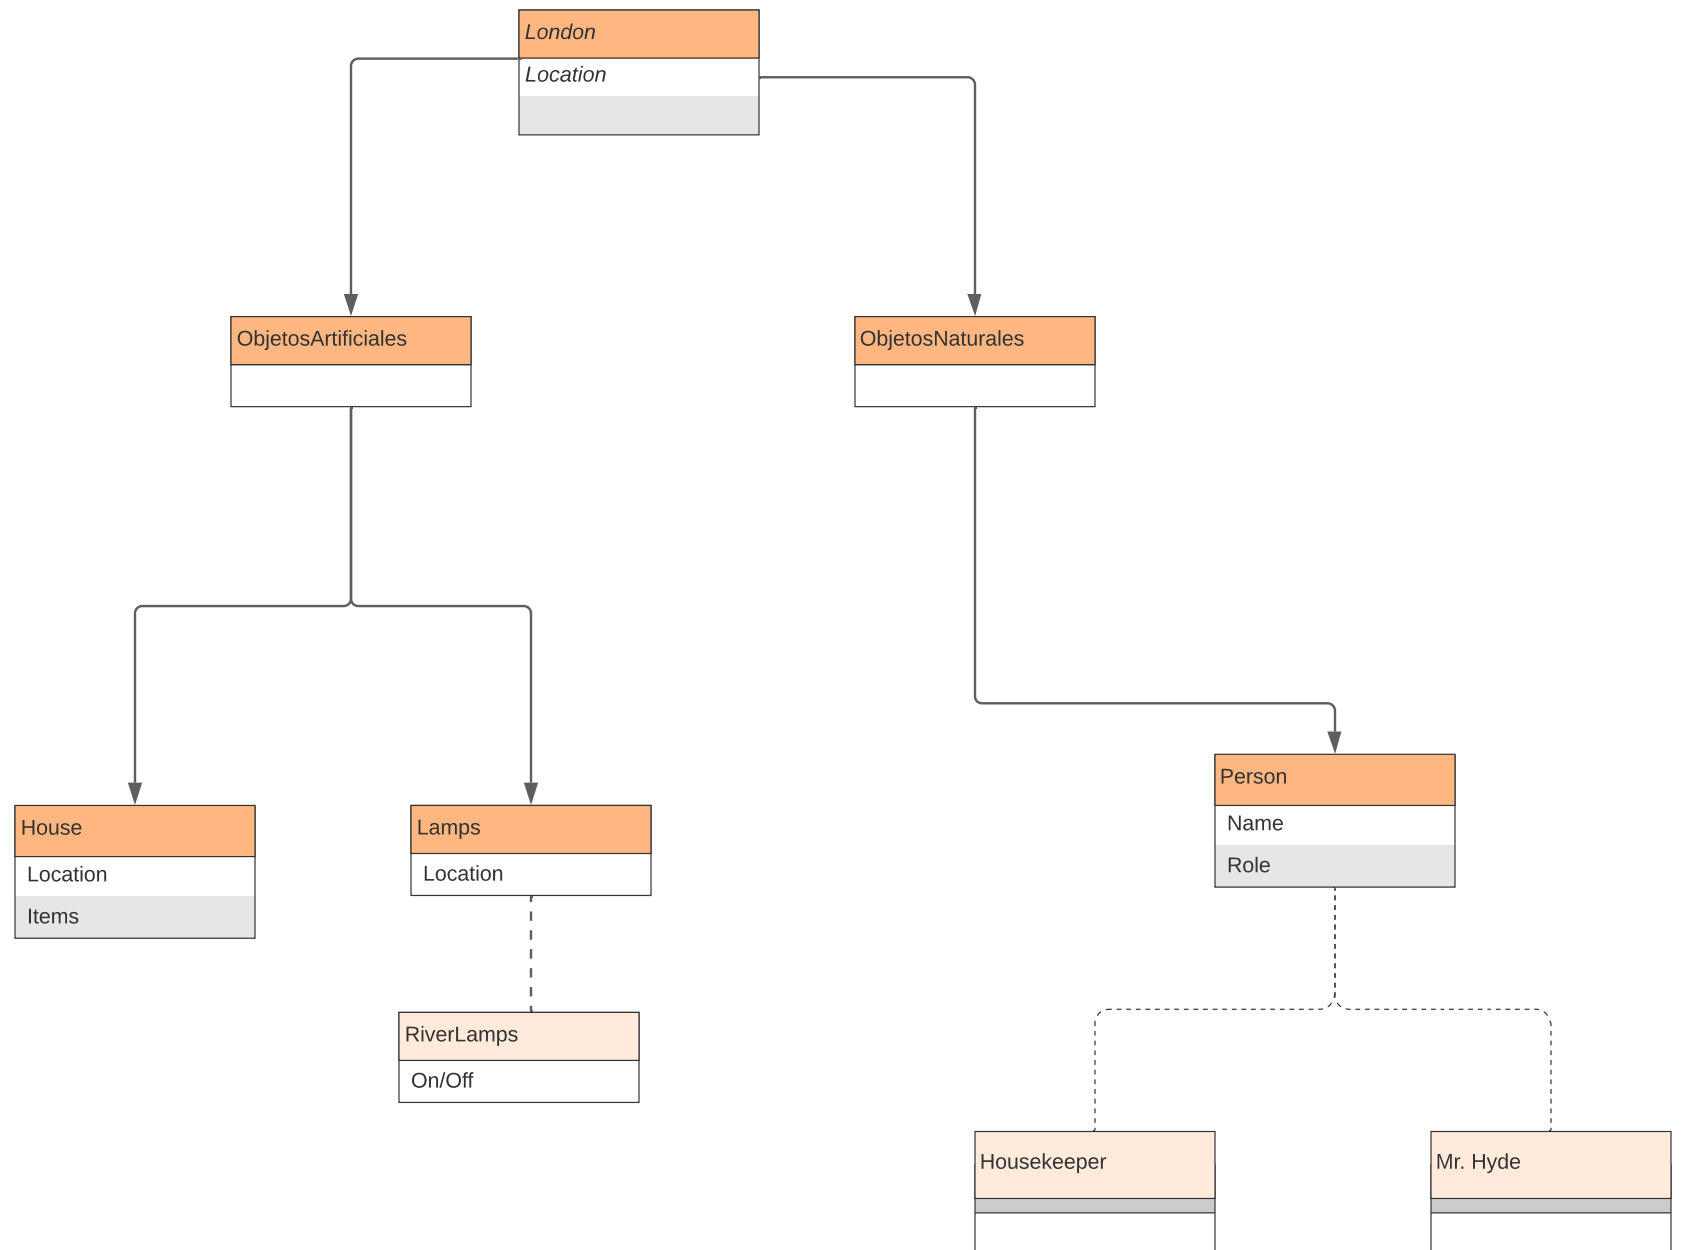 London
Location
ObjetosArtificiales
ObjetosNaturales
Person
Name
Role
House
Location
Items
Lamps
Location
RiverLamps
On/Off
Housekeeper
Mr. Hyde